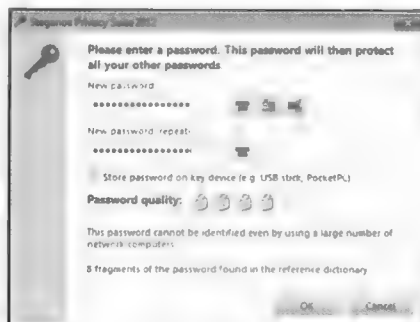 Steganos Privacy Suite 2012
Please enter a password. This password will then protect
all your other passwords
New password
New password repeat:
Store password on key device (e.g. USB stick, PocketPC)
Password quality:
This password cannot be identified even by using a large number of
network computers
8 fragments of the password found in the reference dictionary
OK
Cancel